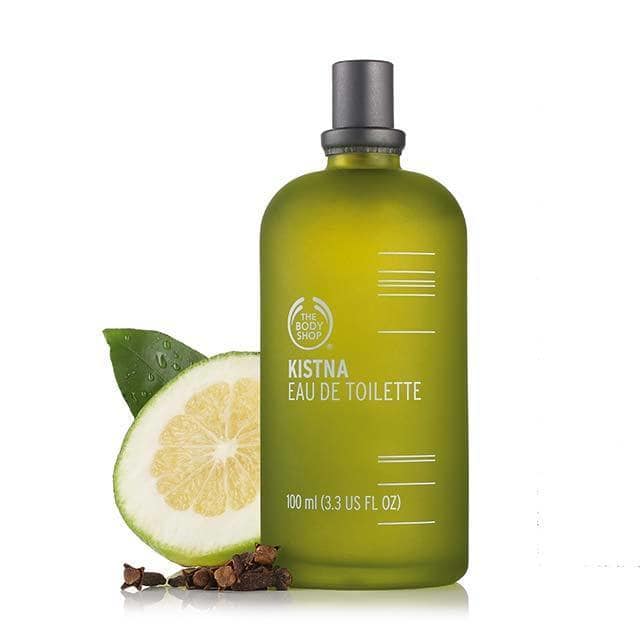 THE
BODY
SHOP
®
KISTNA
EAU DE TOILETTE
100 ml (3.3 US FL OZ)